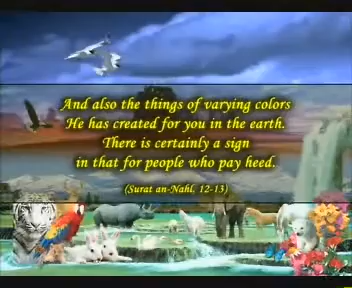 And also the things of varying colors
He has created for you in the earth.
There is certainly a sign
in that for people who pay heed.
(Surat an-Nahl, 12-13)